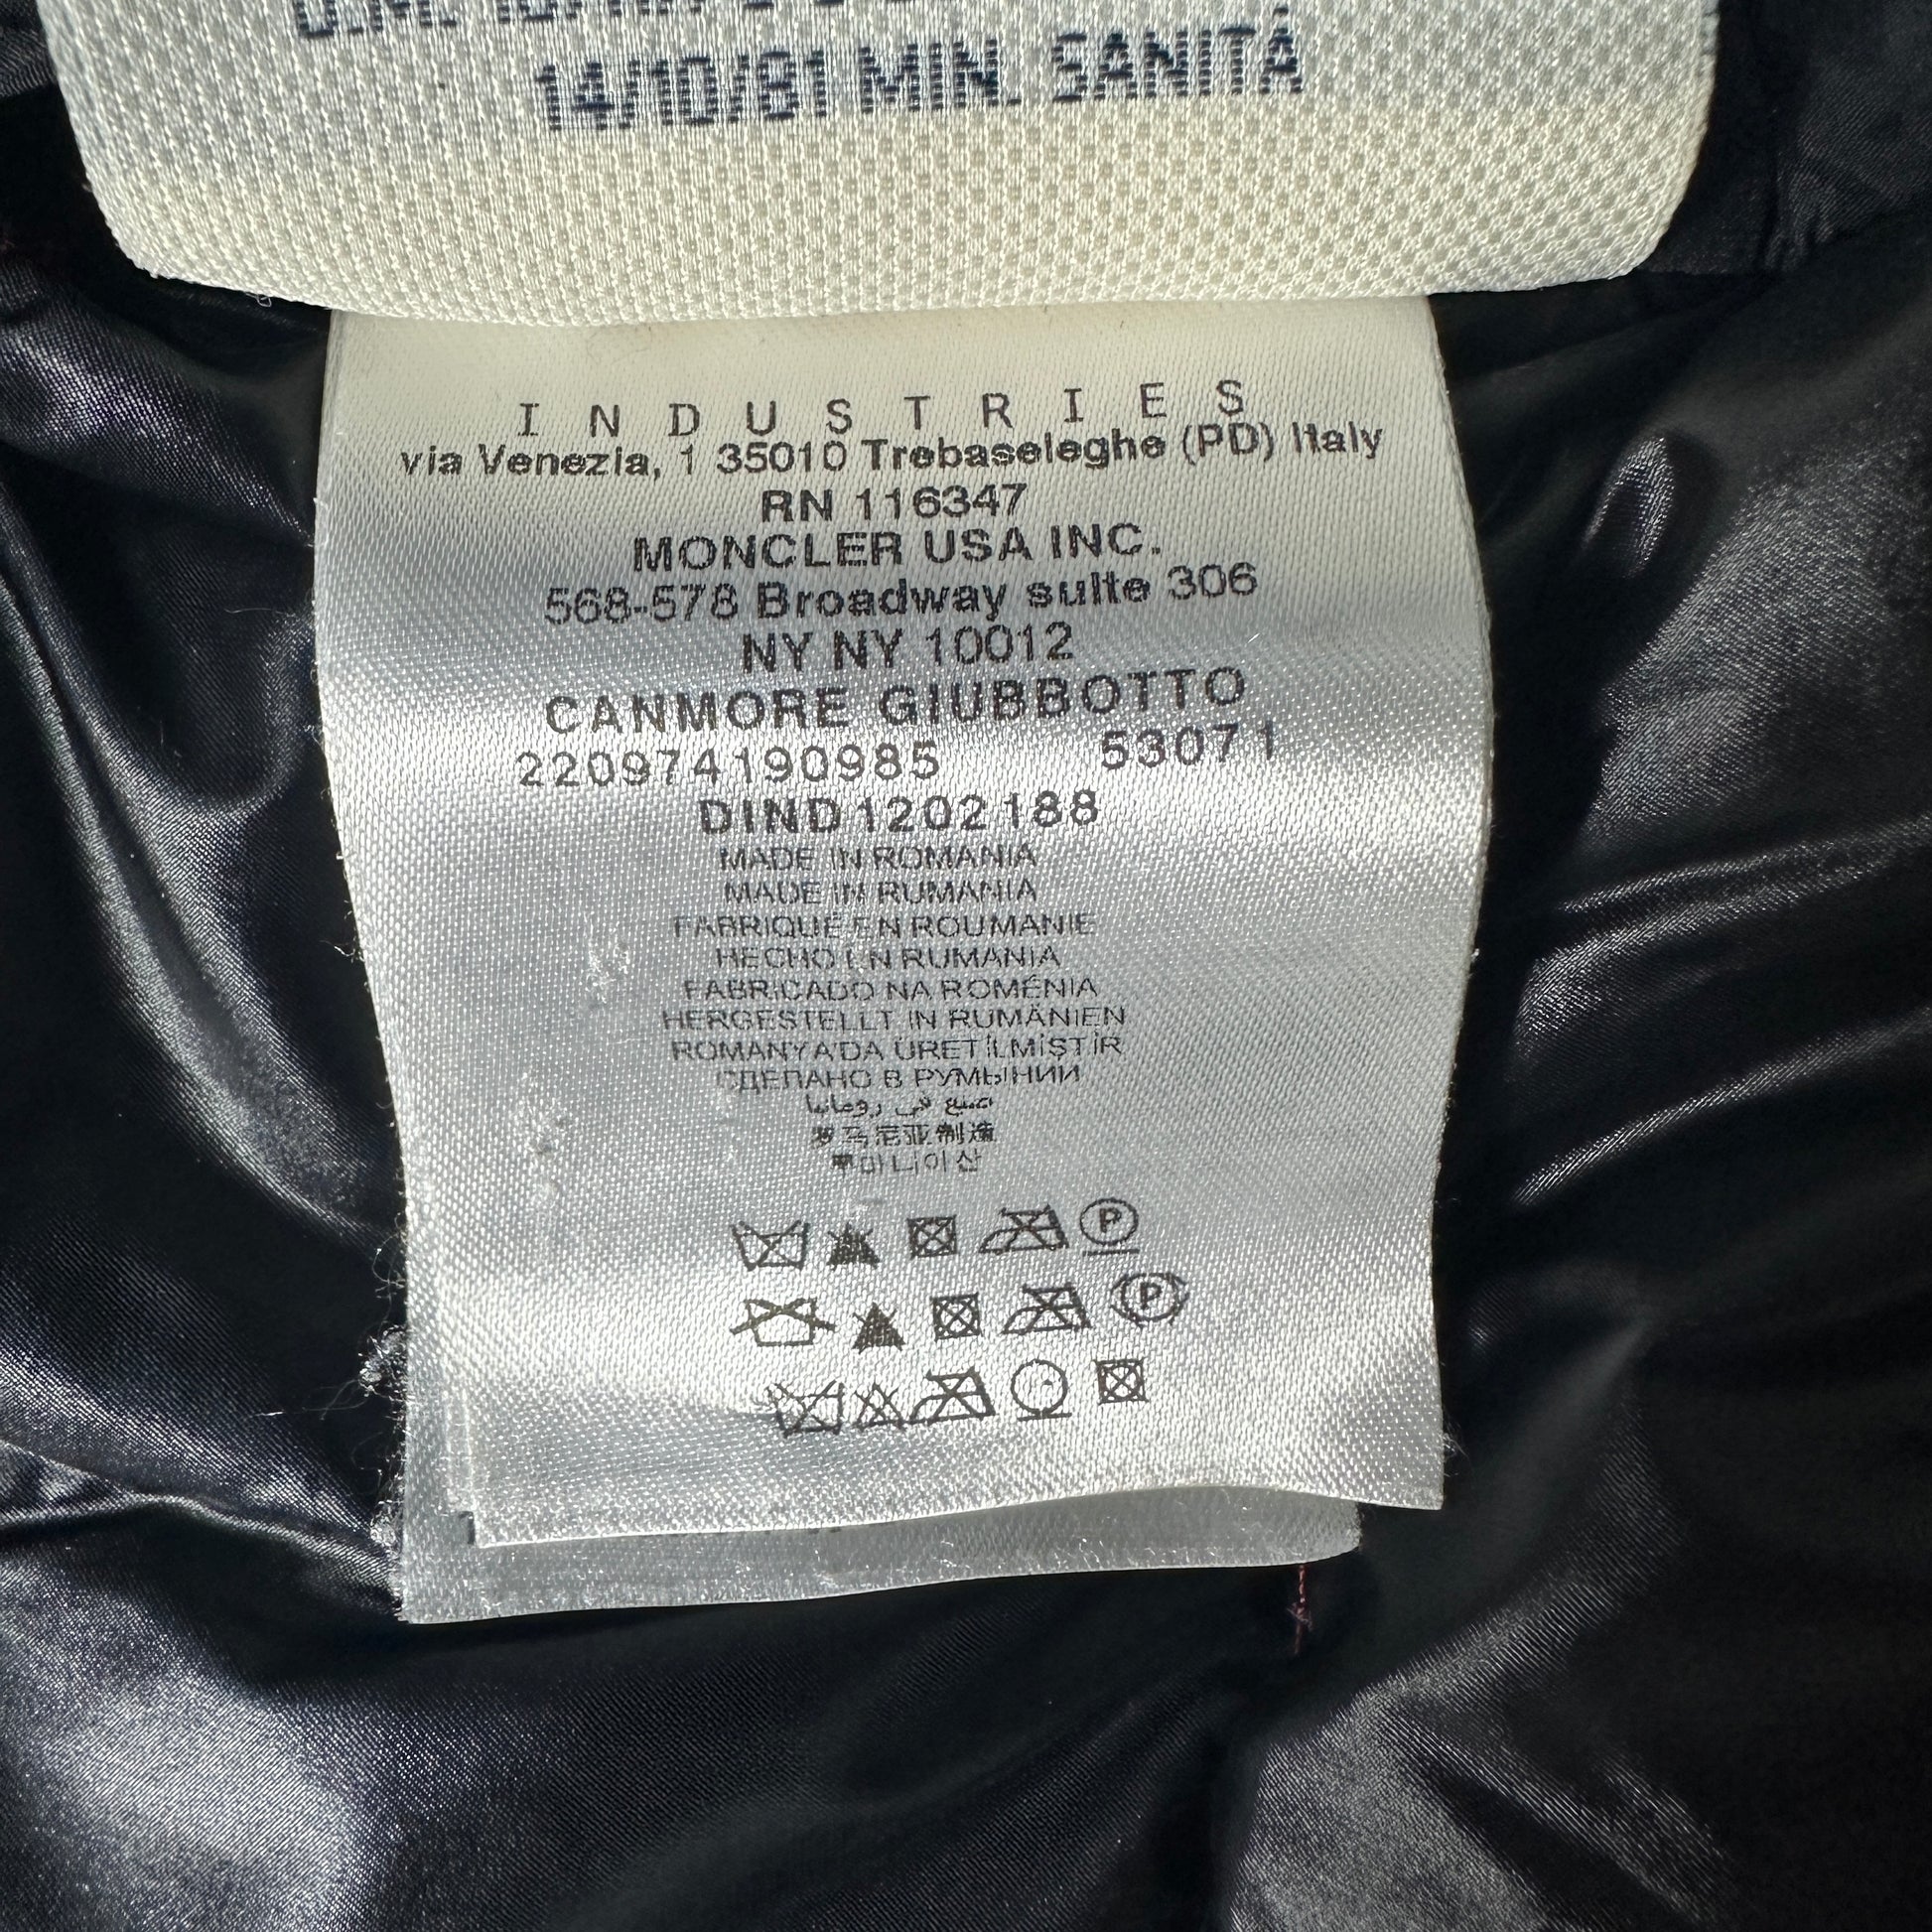 14/10/81 MIN. SANITÁ
INDUSTRIES
via Venezia, 1 35010 Trebaseleghe (PD) Italy
RN 116347
MONCLER USA INC.
568-578 Broadway suite 306
NY NY 10012
CANMORE GIUBBOTTO
220974190985 53071
DIND1202188
MADE IN ROMANIA
MADE IN RUMANIA
FABRIQUÉ EN ROUMANIE
HECHO EN RUMANIA
FABRICADO NA ROMÉNIA
HERGESTELLT IN RUMÄNIEN
ROMANYA'DA ÜRETİLMİŞTİR
СДЕЛАНО В РУМЫНИИ
صنع في رومانيا
罗马尼亚制造
루마니아산
P
P